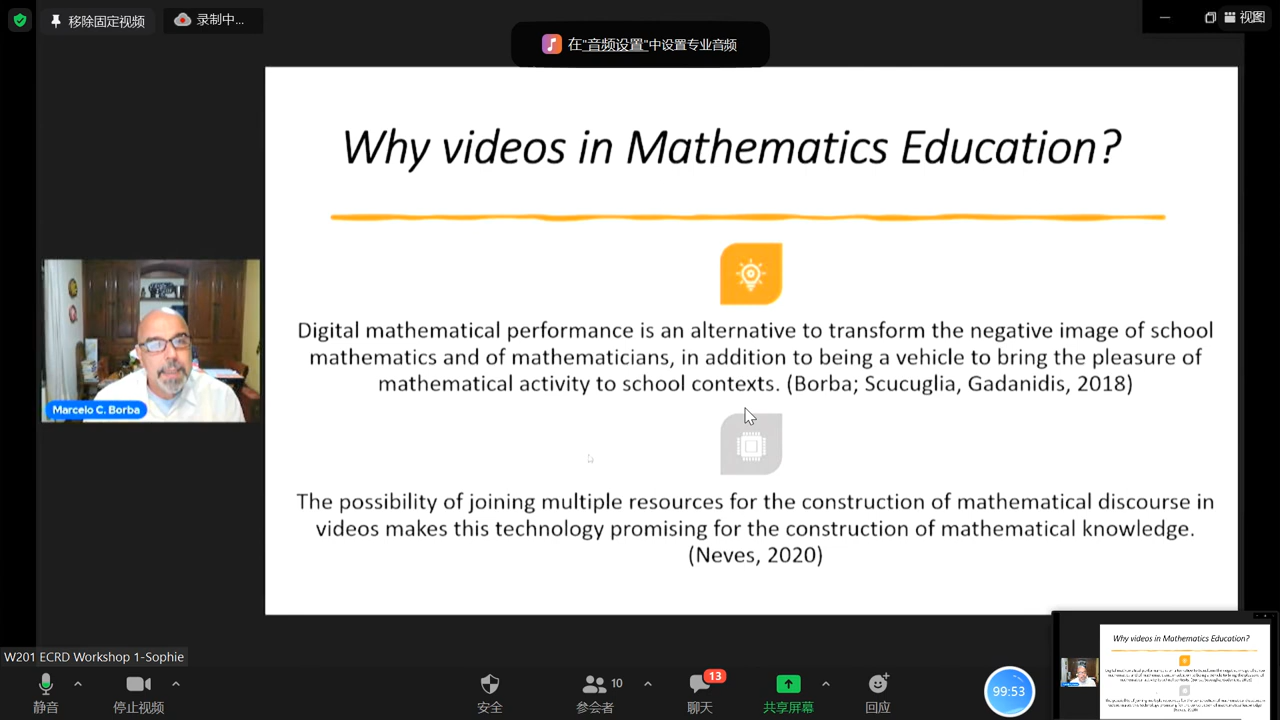 移除固定视频
录制中...
在"音频设置"中设置专业音频
视图
Why videos in Mathematics Education?
Digital mathematical performance is an alternative to transform the negative image of school
mathematics and of mathematicians, in addition to being a vehicle to bring the pleasure of
mathematical activity to school contexts. (Borba; Scucuglia, Gadanidis, 2018)
Marcelo C. Borba
The possibility of joining multiple resources for the construction of mathematical discourse in
videos makes this technology promising for the construction of mathematical knowledge.
(Neves, 2020)
W201 ECRD Workshop 1-Sophie
Why videos in Mathematics Education?
静音
停止视频
安全
10
参会者
13
聊天
共享屏幕
回应
99:53